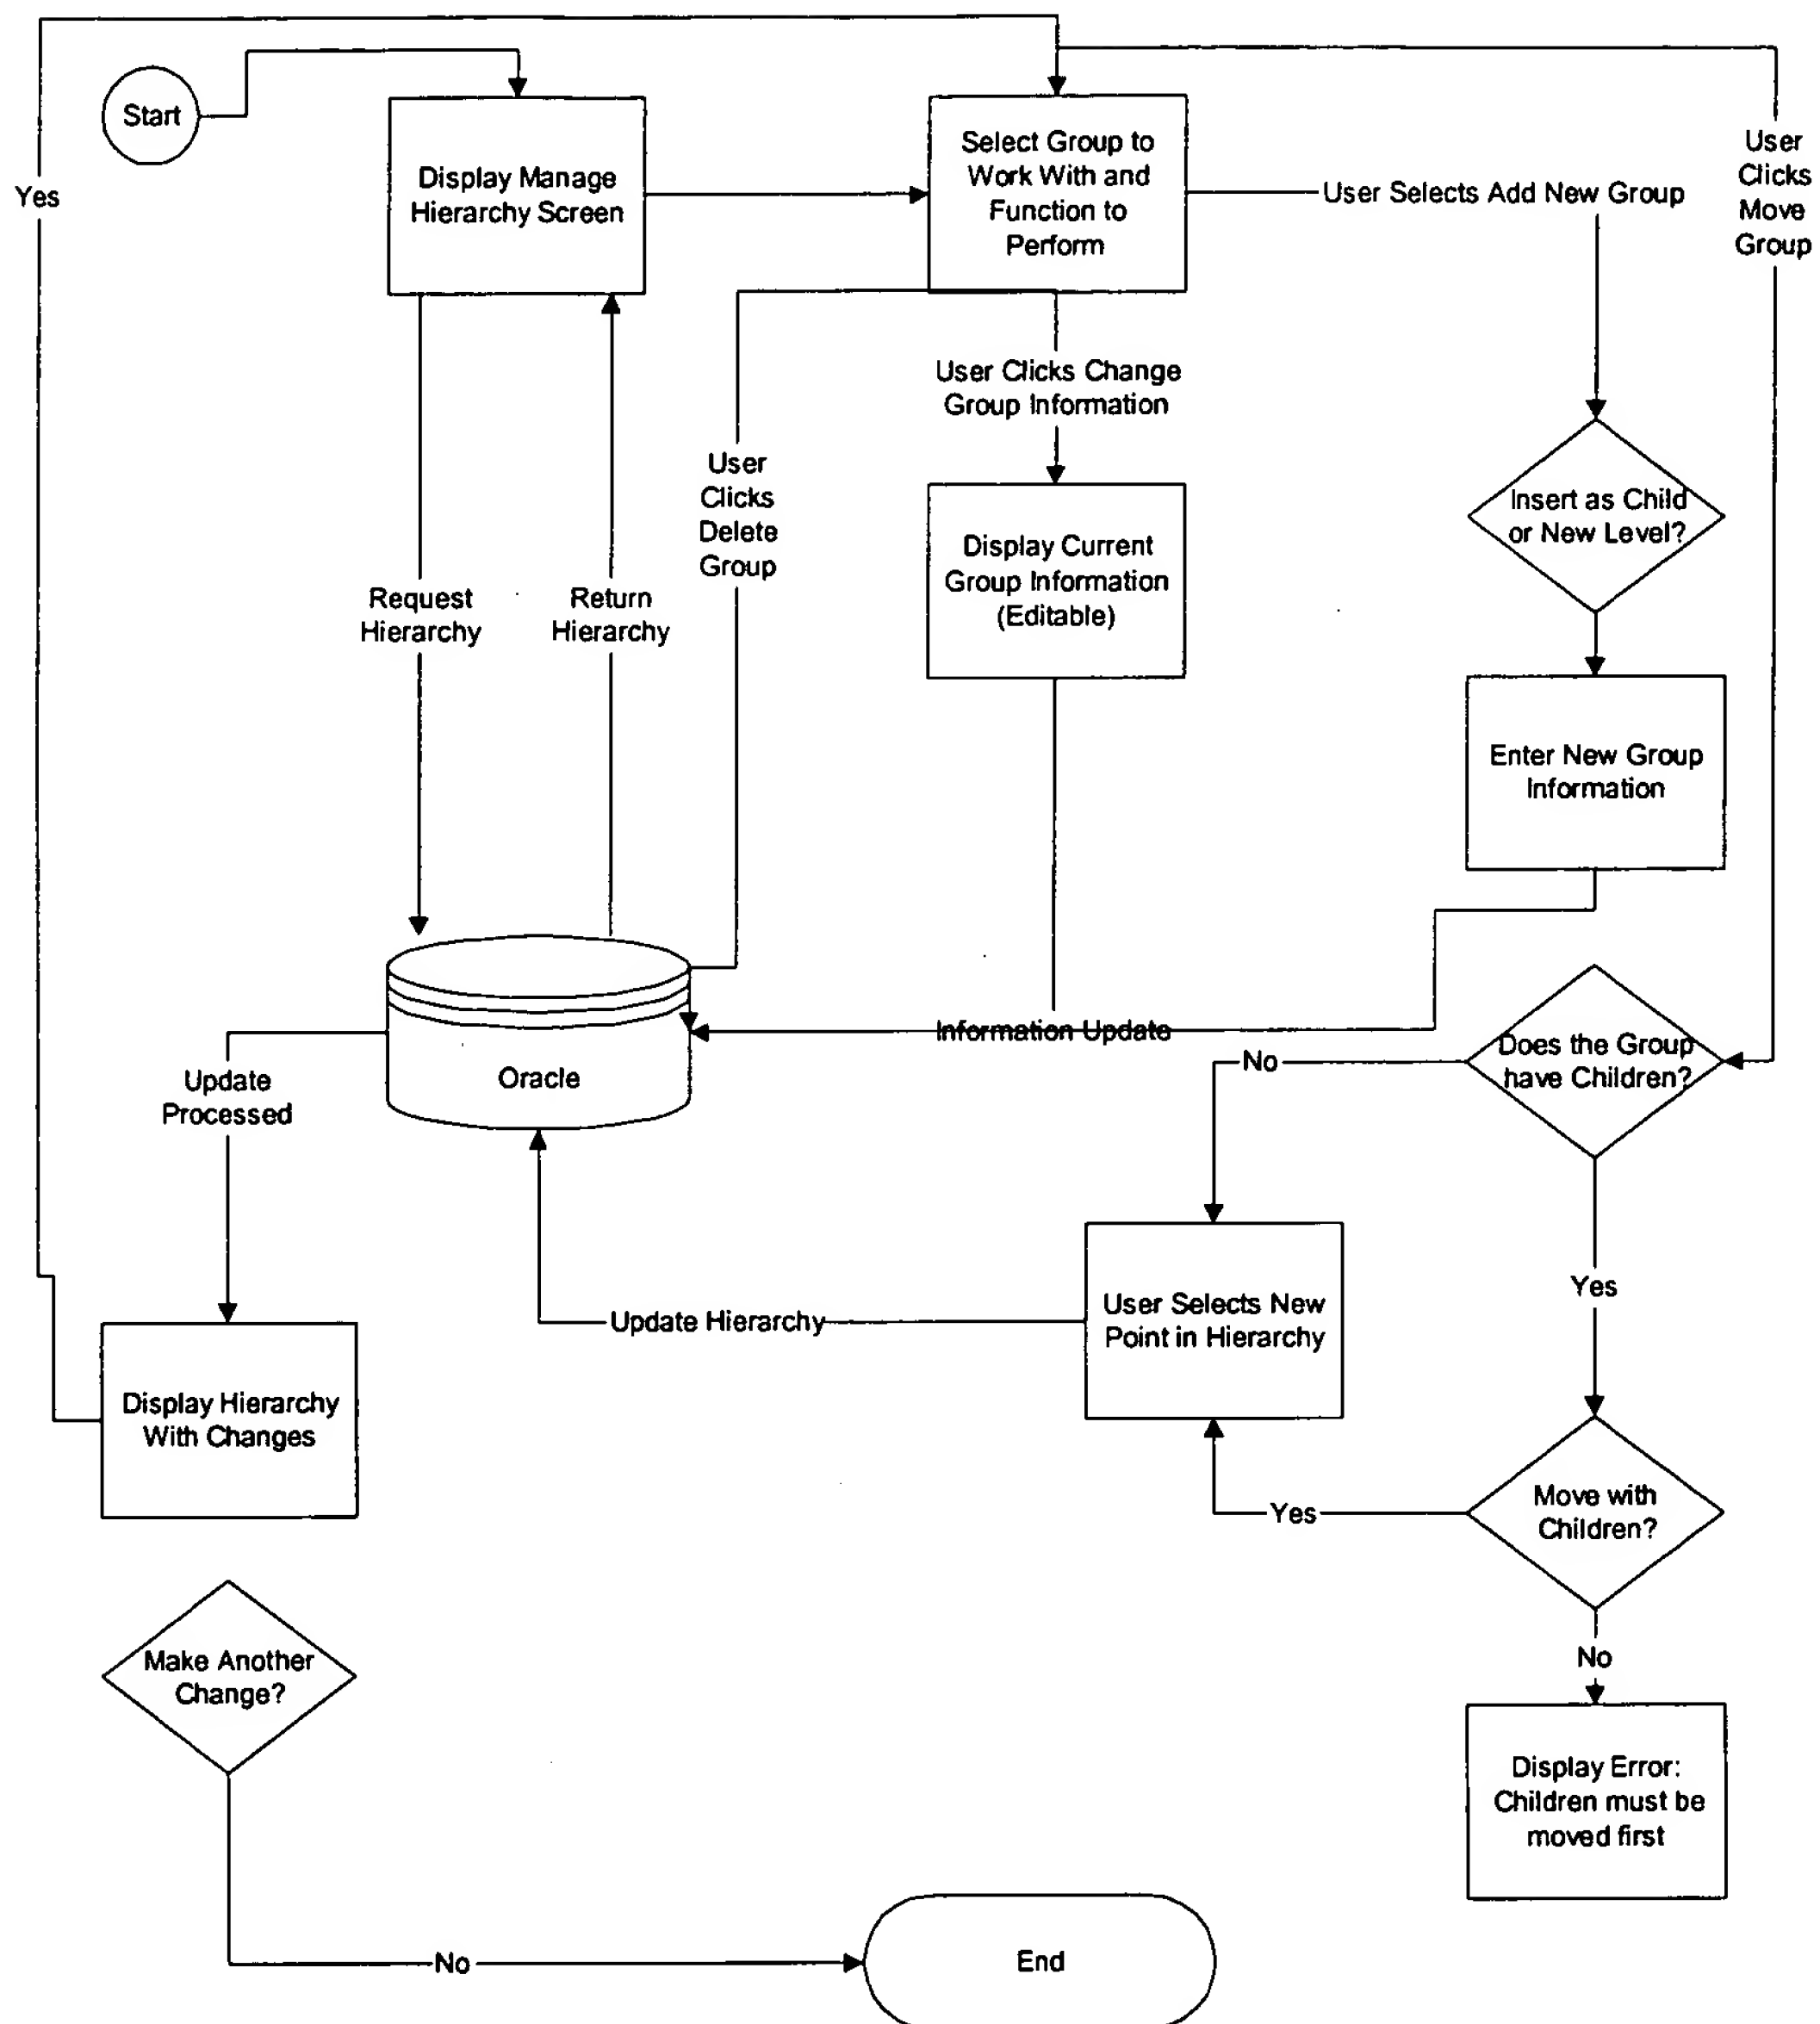 Start
Display Manage
Hierarchy Screen
Select Group to
Work With and
Function to
Perform
User Selects Add New Group
User
Clicks
Move
Group
Yes
User Clicks Change
Group Information
User
Clicks
Delete
Group
Insert as Child
or New Level?
Display Current
Group Information
(Editable)
Request
Hierarchy
Return
Hierarchy
Enter New Group
Information
Information Update
Oracle
Update
Processed
No
Does the Group
have Children?
Yes
User Selects New
Point in Hierarchy
Update Hierarchy
Display Hierarchy
With Changes
Yes
Move with
Children?
Make Another
Change?
No
Display Error:
Children must be
moved first
No
End